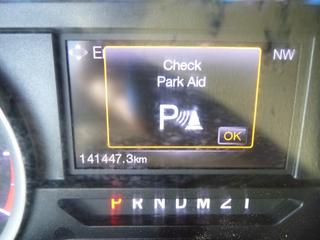 E
NW
Check
Park Aid
P
OK
141447.3km
P R N D M 2 1